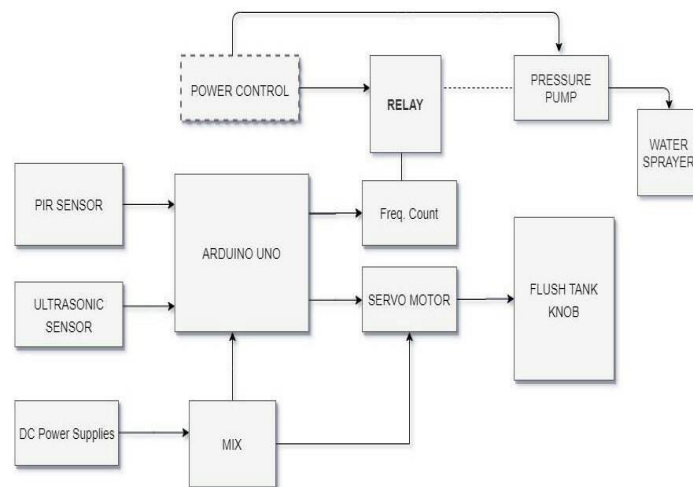 POWER CONTROL
RELAY
PRESSURE
PUMP
WATER
SPRAYER
PIR SENSOR
ARDUINO UNO
Freq. Count
ULTRASONIC
SENSOR
SERVO MOTOR
FLUSH TANK
KNOB
DC Power Supplies
MIX